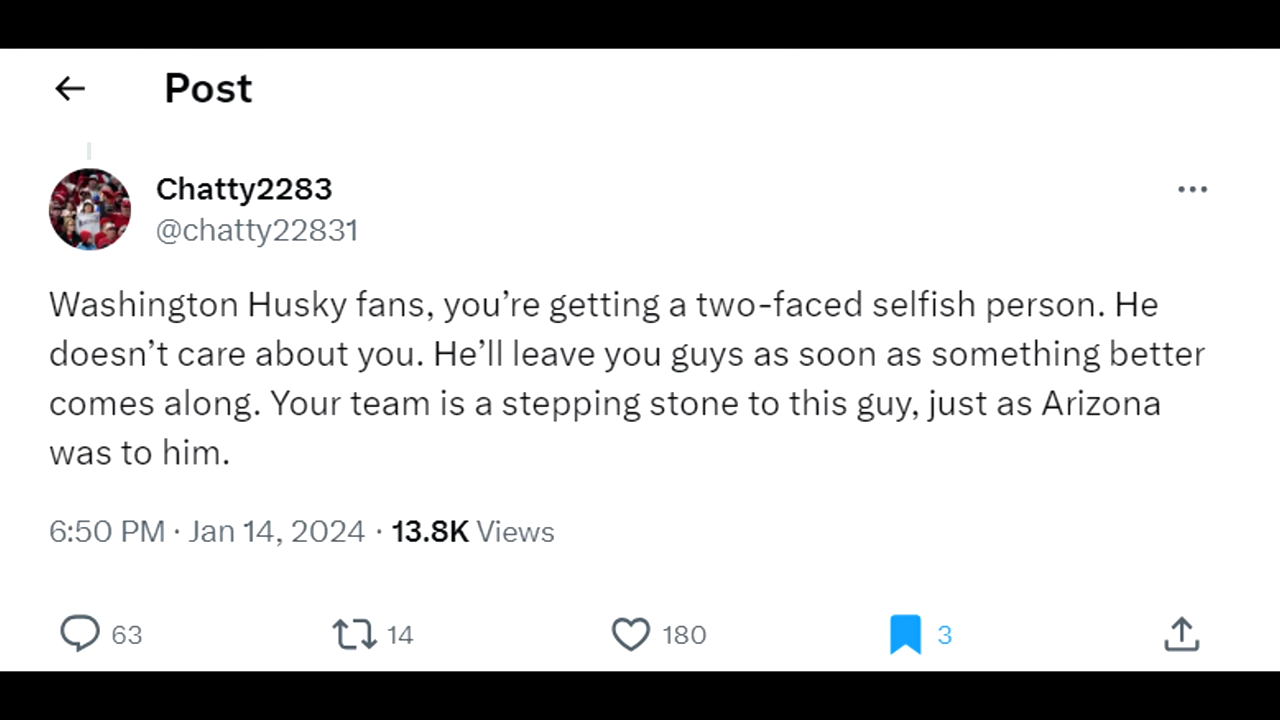 Post
Chatty2283
@chatty22831
Washington Husky fans, you’re getting a two-faced selfish person. He
doesn’t care about you. He’ll leave you guys as soon as something better
comes along. Your team is a stepping stone to this guy, just as Arizona
was to him.
6:50 PM · Jan 14, 2024 · 13.8K Views
63 14 180 3